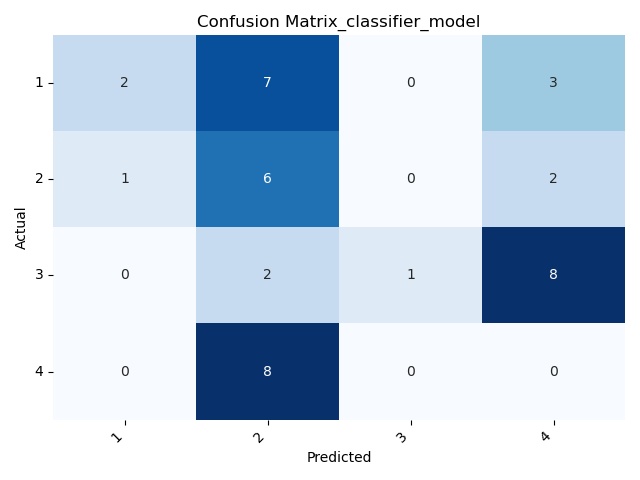 Confusion Matrix_classifier_model
1 2 7 0 3
2 1 6 0 2
3 0 2 1 8
4 0 8 0 0
Actual
1 2 3 4
Predicted